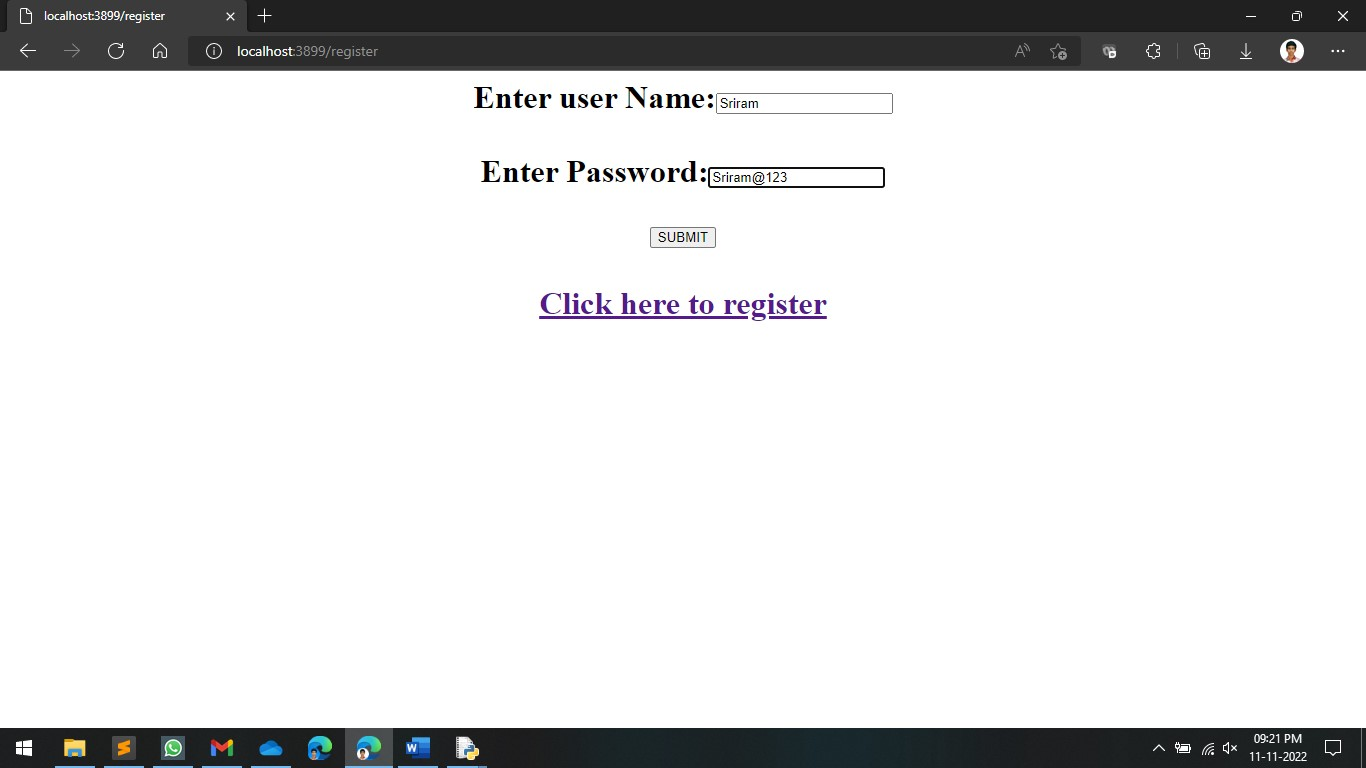 localhost:3899/register
localhost:3899/register
Enter user Name: Sriram
Enter Password: Sriram@123
SUBMIT
Click here to register
09:21 PM
11-11-2022